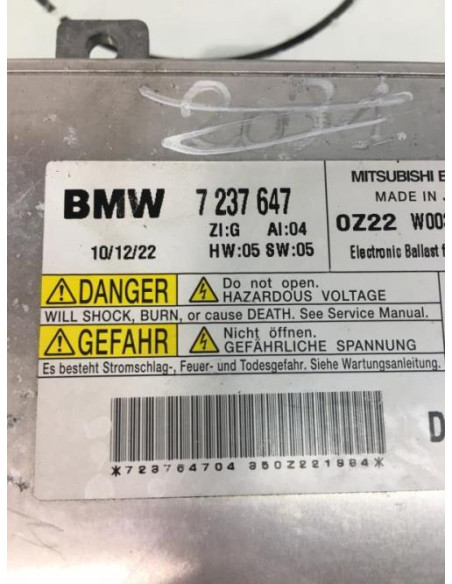 BMW 7 237 647
ZI:G AI:04
10/12/22 HW:05 SW:05
MITSUBISHI
MADE IN
0Z22
Electronic Ballast
DANGER
Do not open.
HAZARDOUS VOLTAGE
WILL SHOCK, BURN, or cause DEATH. See Service Manual.
GEFAHR
Nicht öffnen.
GEFÄHRLICHE SPANNUNG
Es besteht Stromschlag-, Feuer- und Todesgefahr. Siehe Wartungsanleitung.
*723764704 350Z221984*